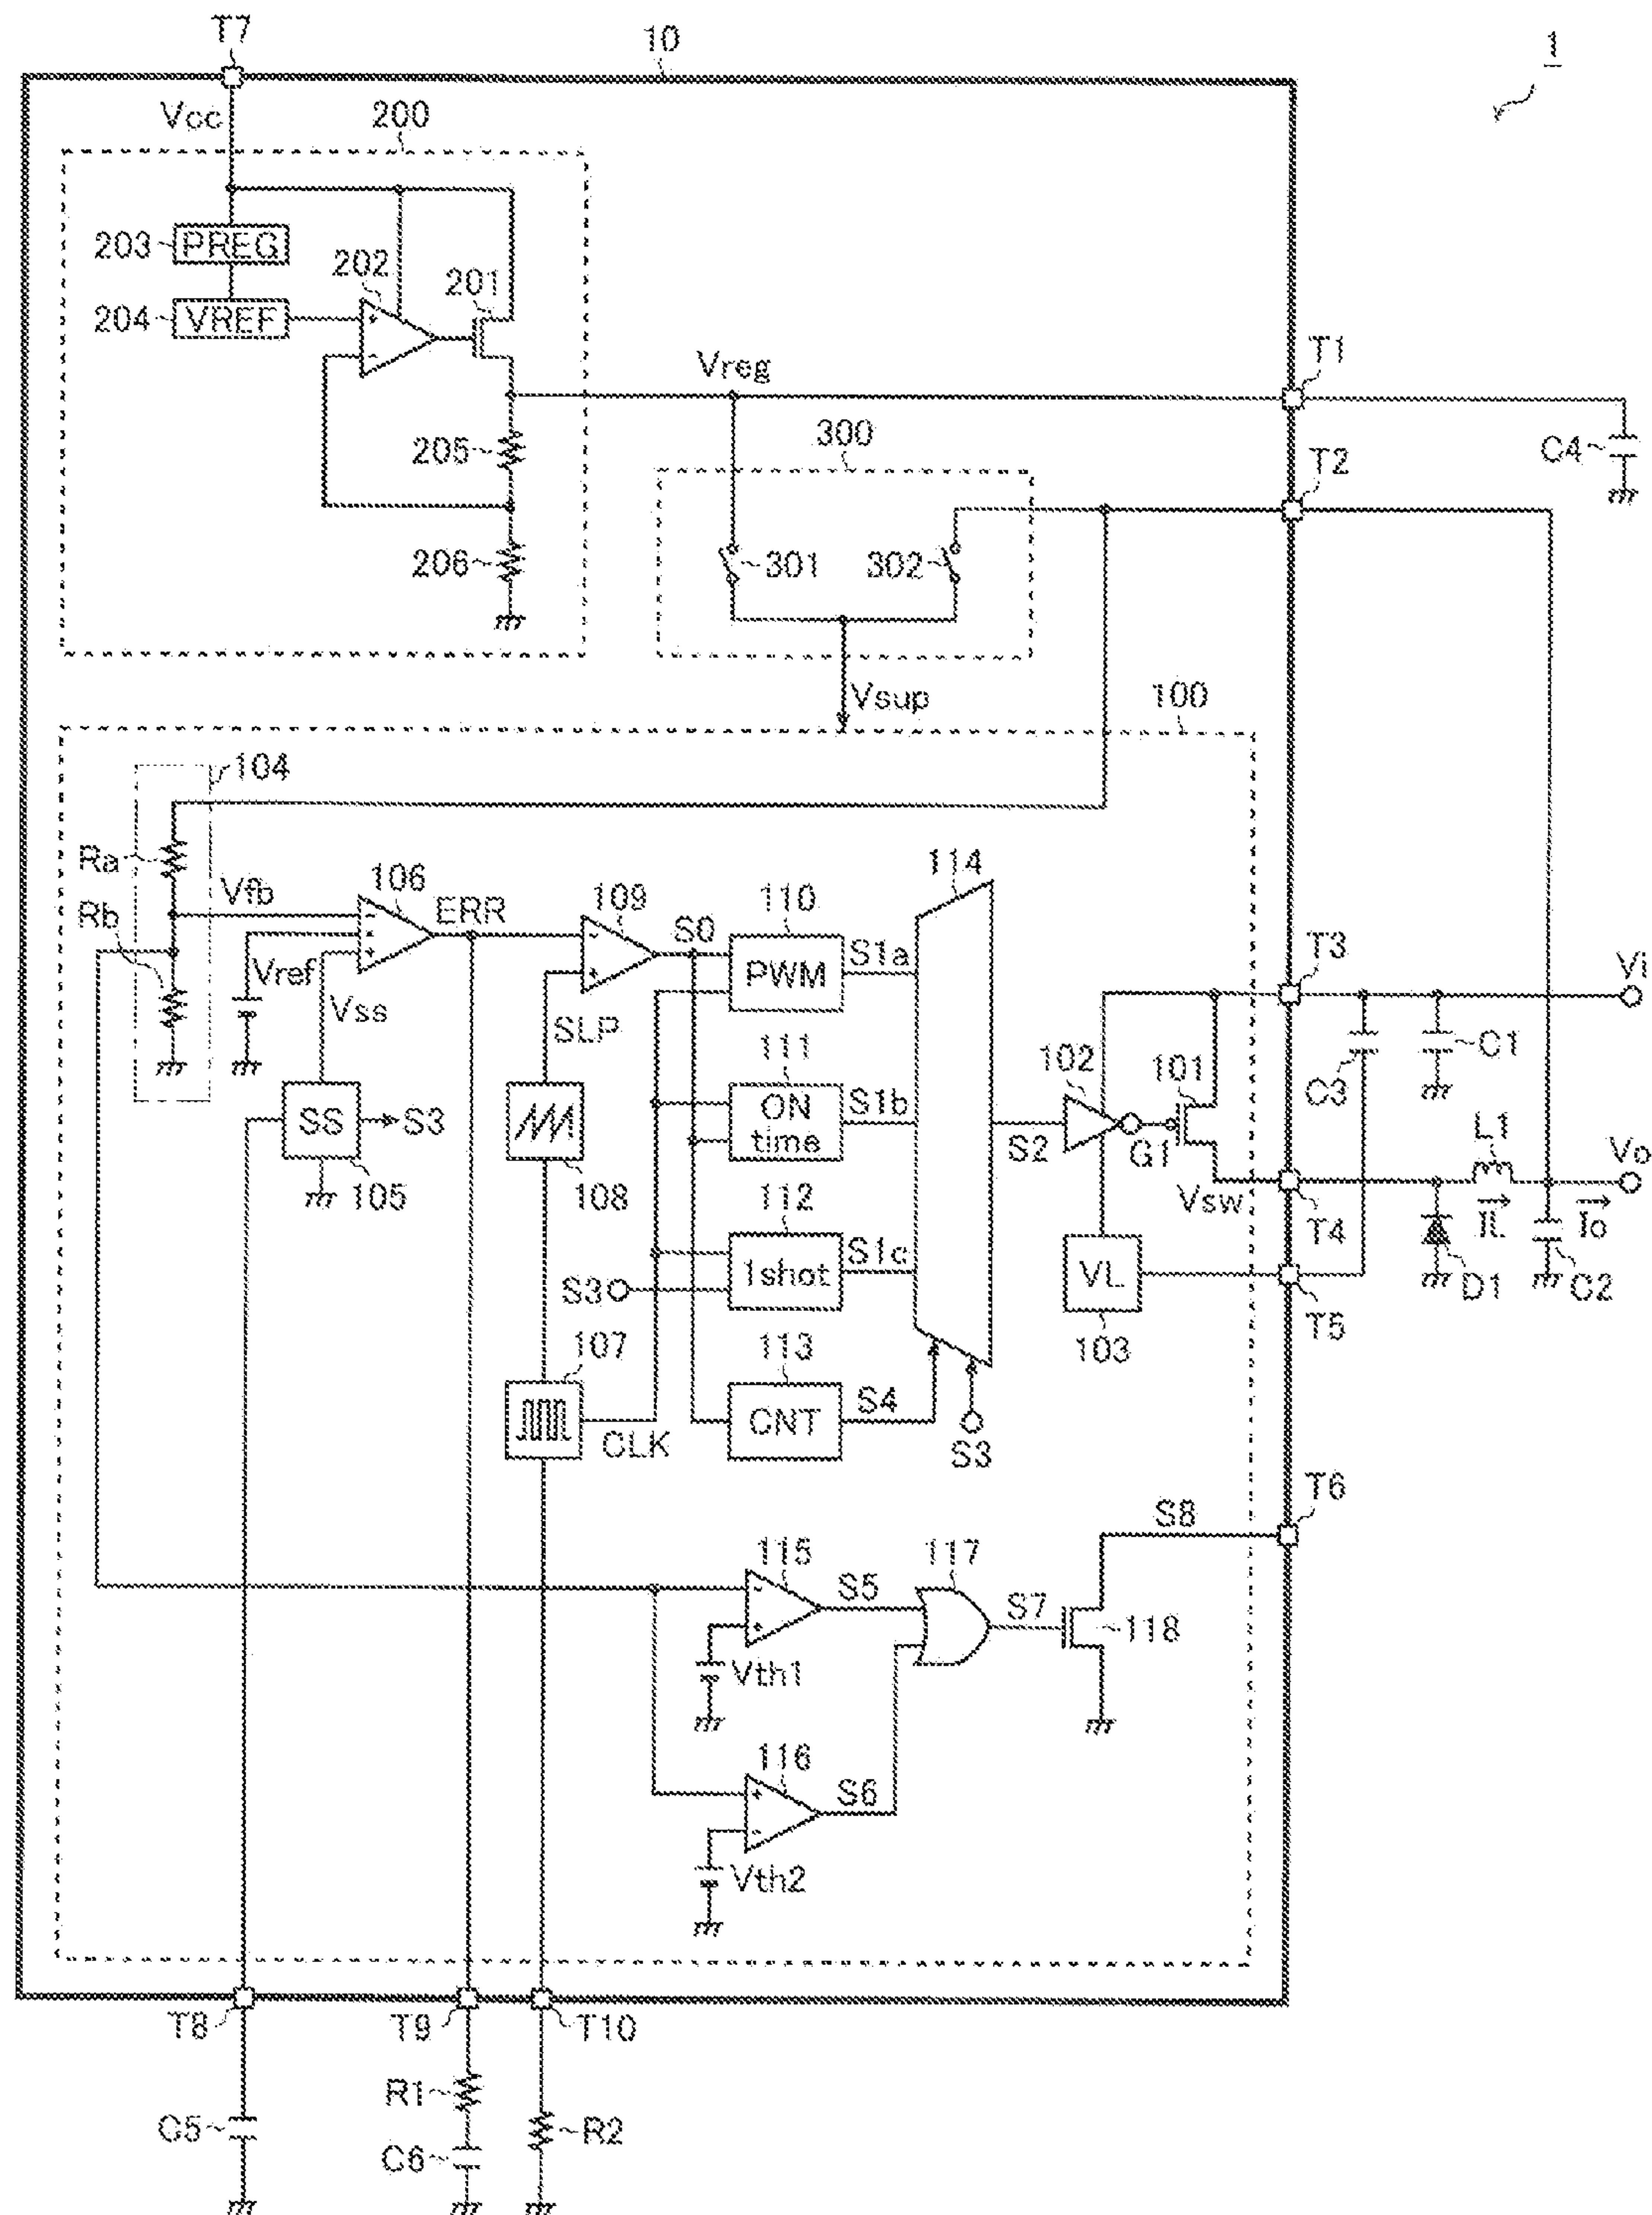 T7
10
1
Vcc
200
203
PREG
202
201
204
VREF
Vreg
T1
205
300
T2
C4
206
301
302
Vsup
100
104
Ra
Rb
Vfb
106
ERR
109
S0
110
114
PWM
S1a
Vref
Vss
SLP
T3
Vi
111
ON
time
S1b
102
101
C3
C1
SS
S3
105
108
S2
G1
L1
Vo
Vsw
T4
IL
Io
112
1shot
S1c
S3
VL
103
T5
D1
C2
107
113
CNT
S4
CLK
S3
T6
S8
115
S5
117
S7
118
Vth1
116
S6
Vth2
T8
T9
T10
R1
C5
C6
R2